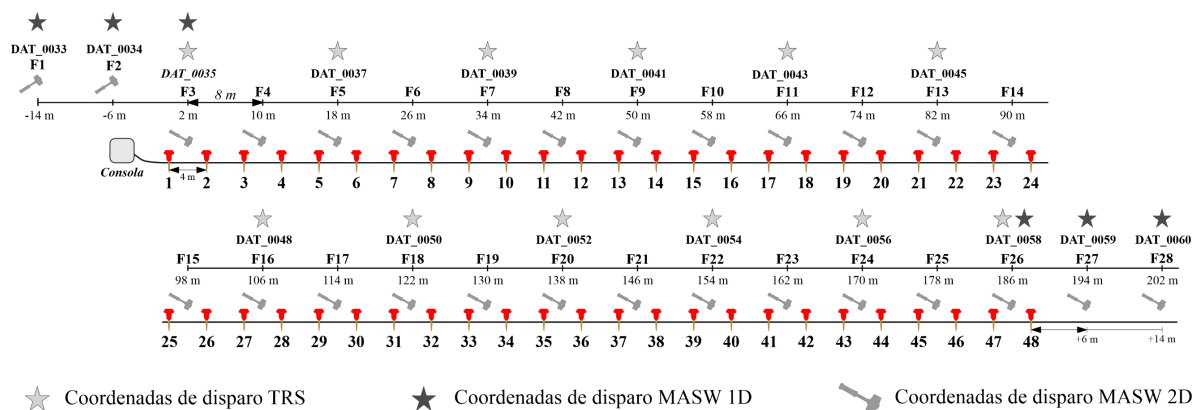 DAT_0033 DAT_0034 DAT_0035 DAT_0037 DAT_0039 DAT_0041 DAT_0043 DAT_0045
F1 F2 F3 8 m F4 F5 F6 F7 F8 F9 F10 F11 F12 F13 F14
-14 m -6 m 2 m 10 m 18 m 26 m 34 m 42 m 50 m 58 m 66 m 74 m 82 m 90 m
Consola 4 m
1 2 3 4 5 6 7 8 9 10 11 12 13 14 15 16 17 18 19 20 21 22 23 24
DAT_0048 DAT_0050 DAT_0052 DAT_0054 DAT_0056 DAT_0058 DAT_0059 DAT_0060
F15 F16 F17 F18 F19 F20 F21 F22 F23 F24 F25 F26 F27 F28
98 m 106 m 114 m 122 m 130 m 138 m 146 m 154 m 162 m 170 m 178 m 186 m 194 m 202 m
25 26 27 28 29 30 31 32 33 34 35 36 37 38 39 40 41 42 43 44 45 46 47 48 +6 m +14 m
Coordenadas de disparo TRS Coordenadas de disparo MASW 1D Coordenadas de disparo MASW 2D